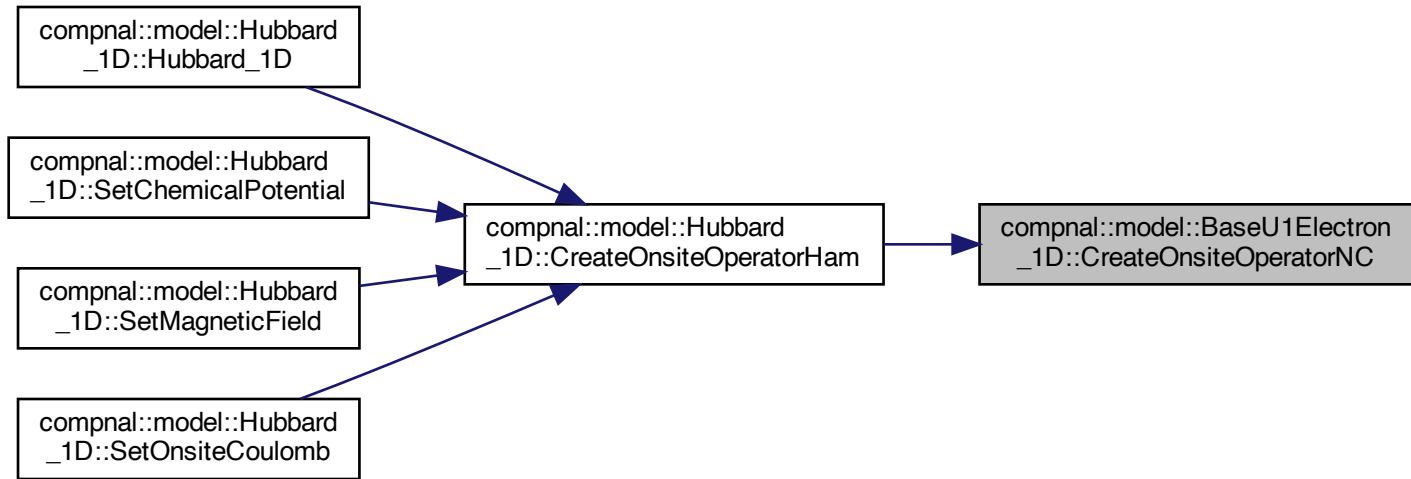 compnal::model::Hubbard
_1D::Hubbard_1D
compnal::model::Hubbard
_1D::SetChemicalPotential
compnal::model::Hubbard
_1D::SetMagneticField
compnal::model::Hubbard
_1D::SetOnsiteCoulomb
compnal::model::Hubbard
_1D::CreateOnsiteOperatorHam
compnal::model::BaseU1Electron
_1D::CreateOnsiteOperatorNC